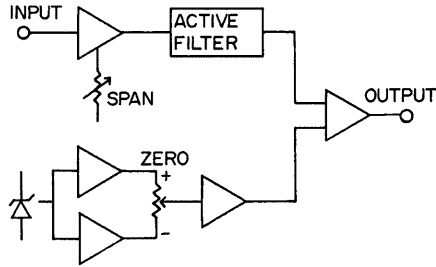 INPUT
ACTIVE
FILTER
SPAN
OUTPUT
ZERO
+
-